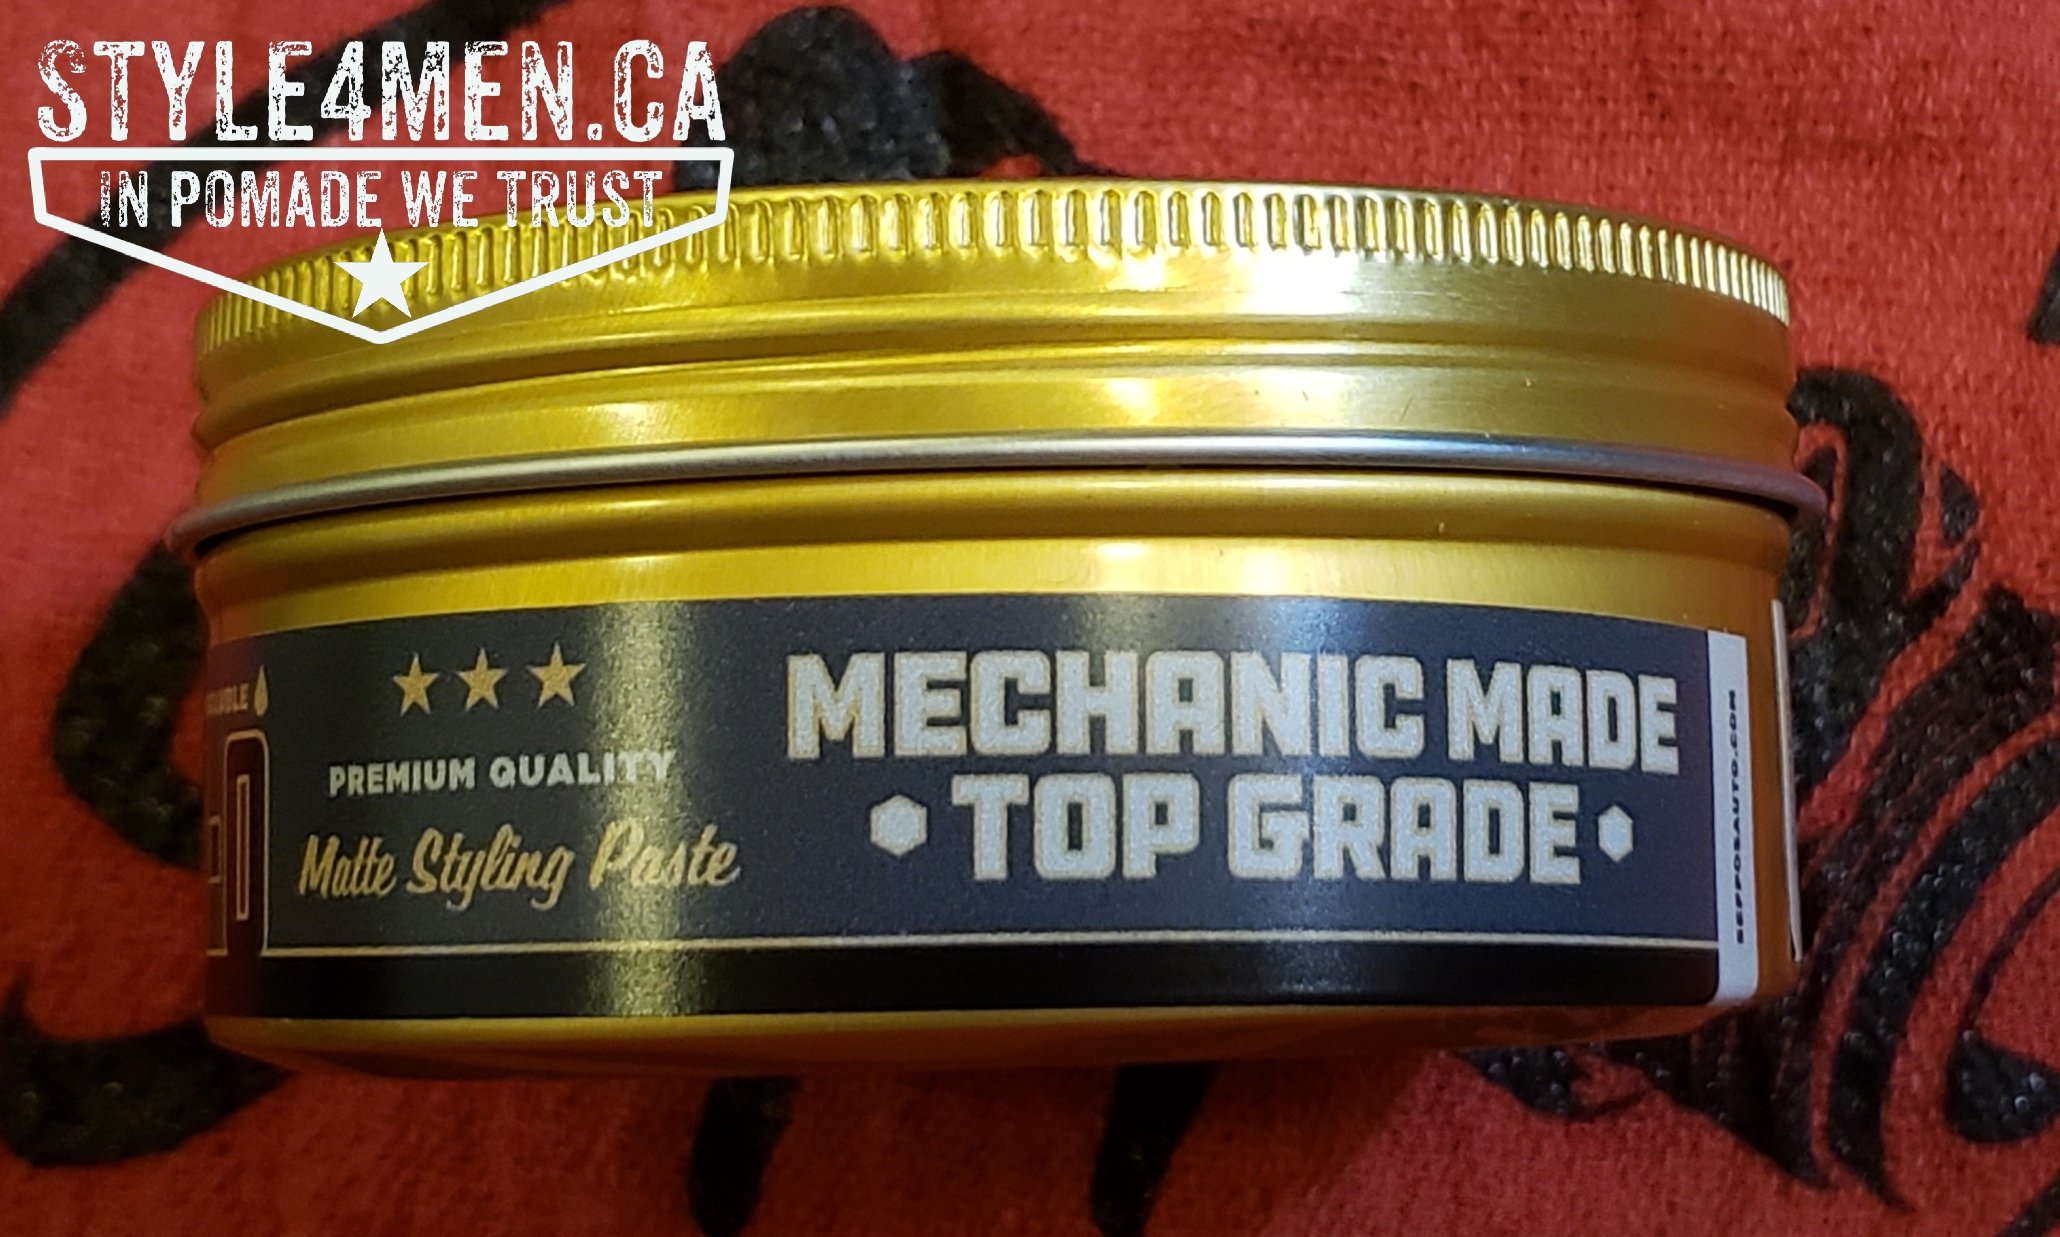 STYLE4MEN.CA
IN POMADE WE TRUST
PREMIUM QUALITY
Matte Styling Paste
MECHANIC MADE
TOP GRADE